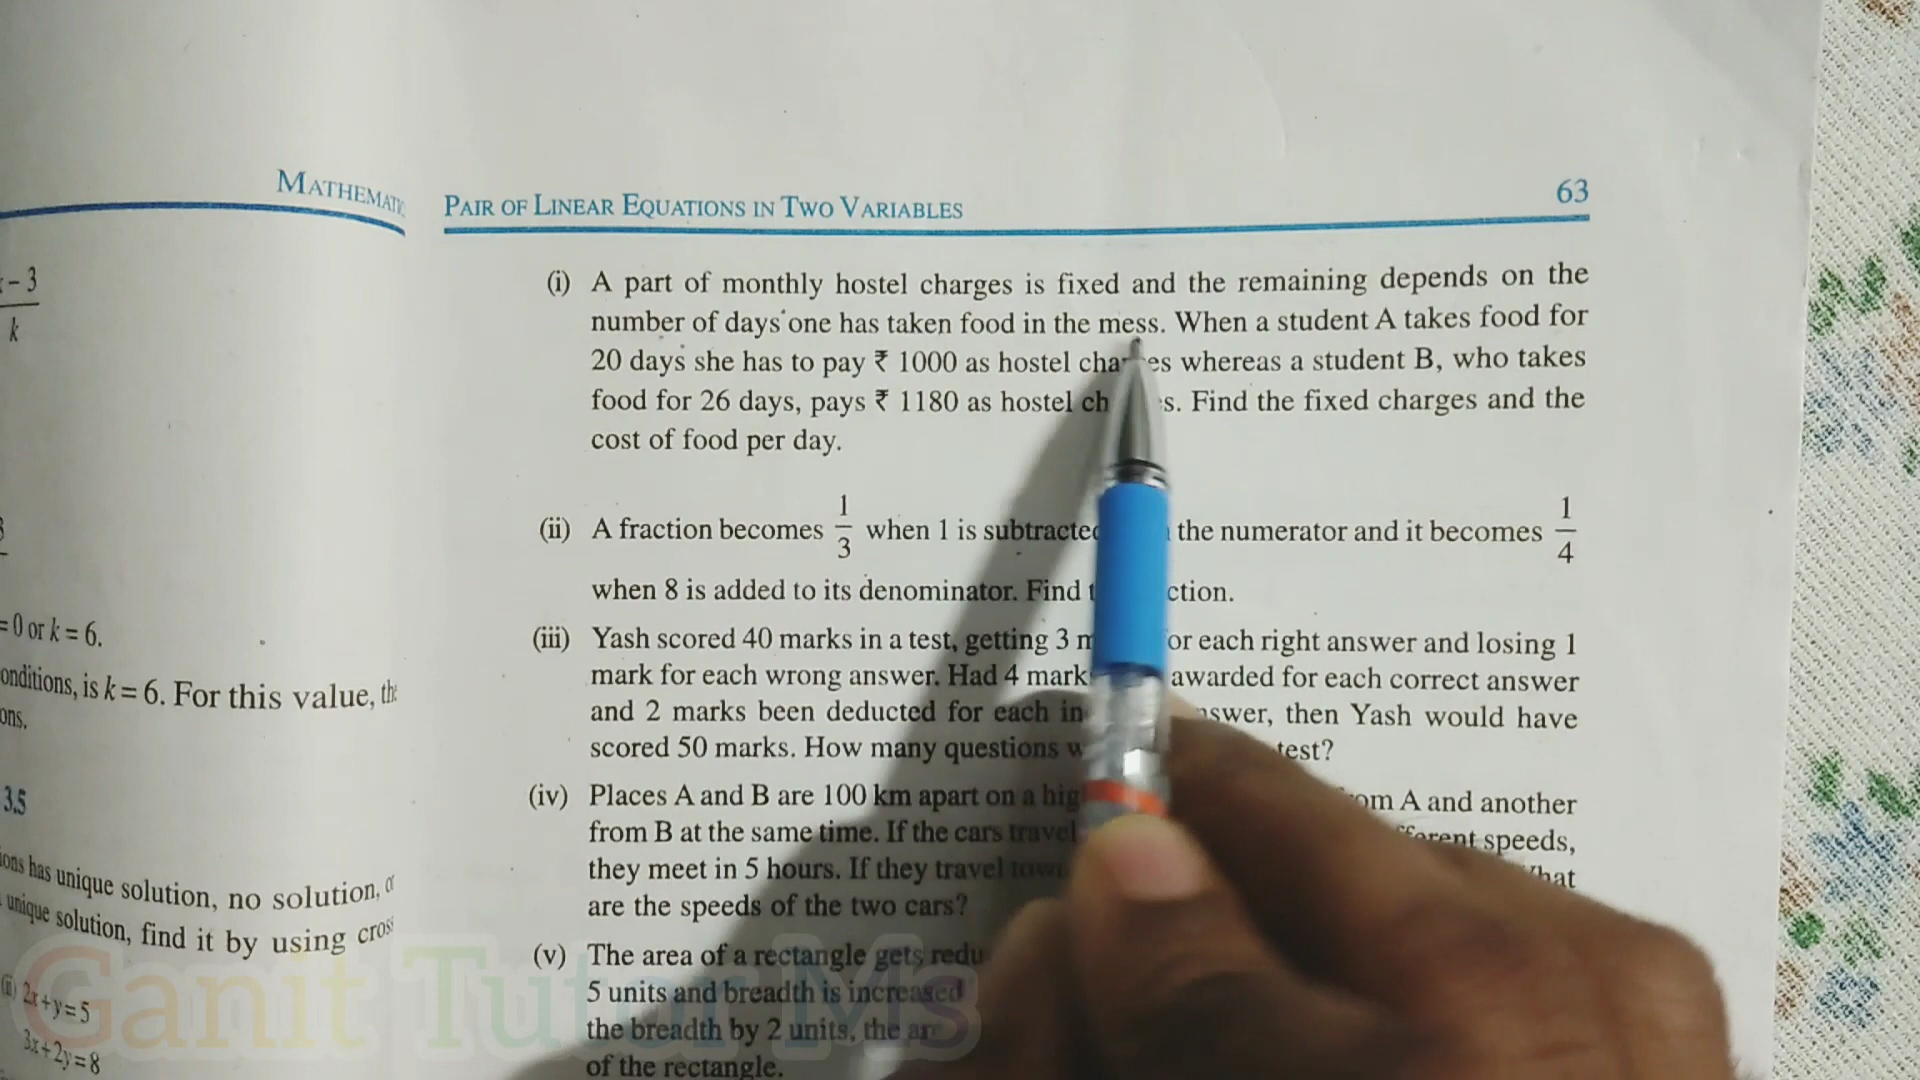 MATHEMATIC
PAIR OF LINEAR EQUATIONS IN TWO VARIABLES 63
- 3
k
= 0 or k = 6.
onditions, is k = 6. For this value, th
ons.
3.5
ions has unique solution, no solution, o
unique solution, find it by using cros
(ii) 2x + y = 5
3x + 2y = 8
(i) A part of monthly hostel charges is fixed and the remaining depends on the
number of days one has taken food in the mess. When a student A takes food for
20 days she has to pay ₹ 1000 as hostel cha es whereas a student B, who takes
food for 26 days, pays ₹ 1180 as hostel ch s. Find the fixed charges and the
cost of food per day.
(ii) A fraction becomes 1/3 when 1 is subtracted the numerator and it becomes 1/4
when 8 is added to its denominator. Find ction.
(iii) Yash scored 40 marks in a test, getting 3 m or each right answer and losing 1
mark for each wrong answer. Had 4 mark awarded for each correct answer
and 2 marks been deducted for each in nswer, then Yash would have
scored 50 marks. How many questions w test?
(iv) Places A and B are 100 km apart on a hig om A and another
from B at the same time. If the cars travel fferent speeds,
they meet in 5 hours. If they travel tow hat
are the speeds of the two cars?
(v) The area of a rectangle gets redu
5 units and breadth is increased
the breadth by 2 units, the ar
of the rectangle.
Ganit Tutor Ms